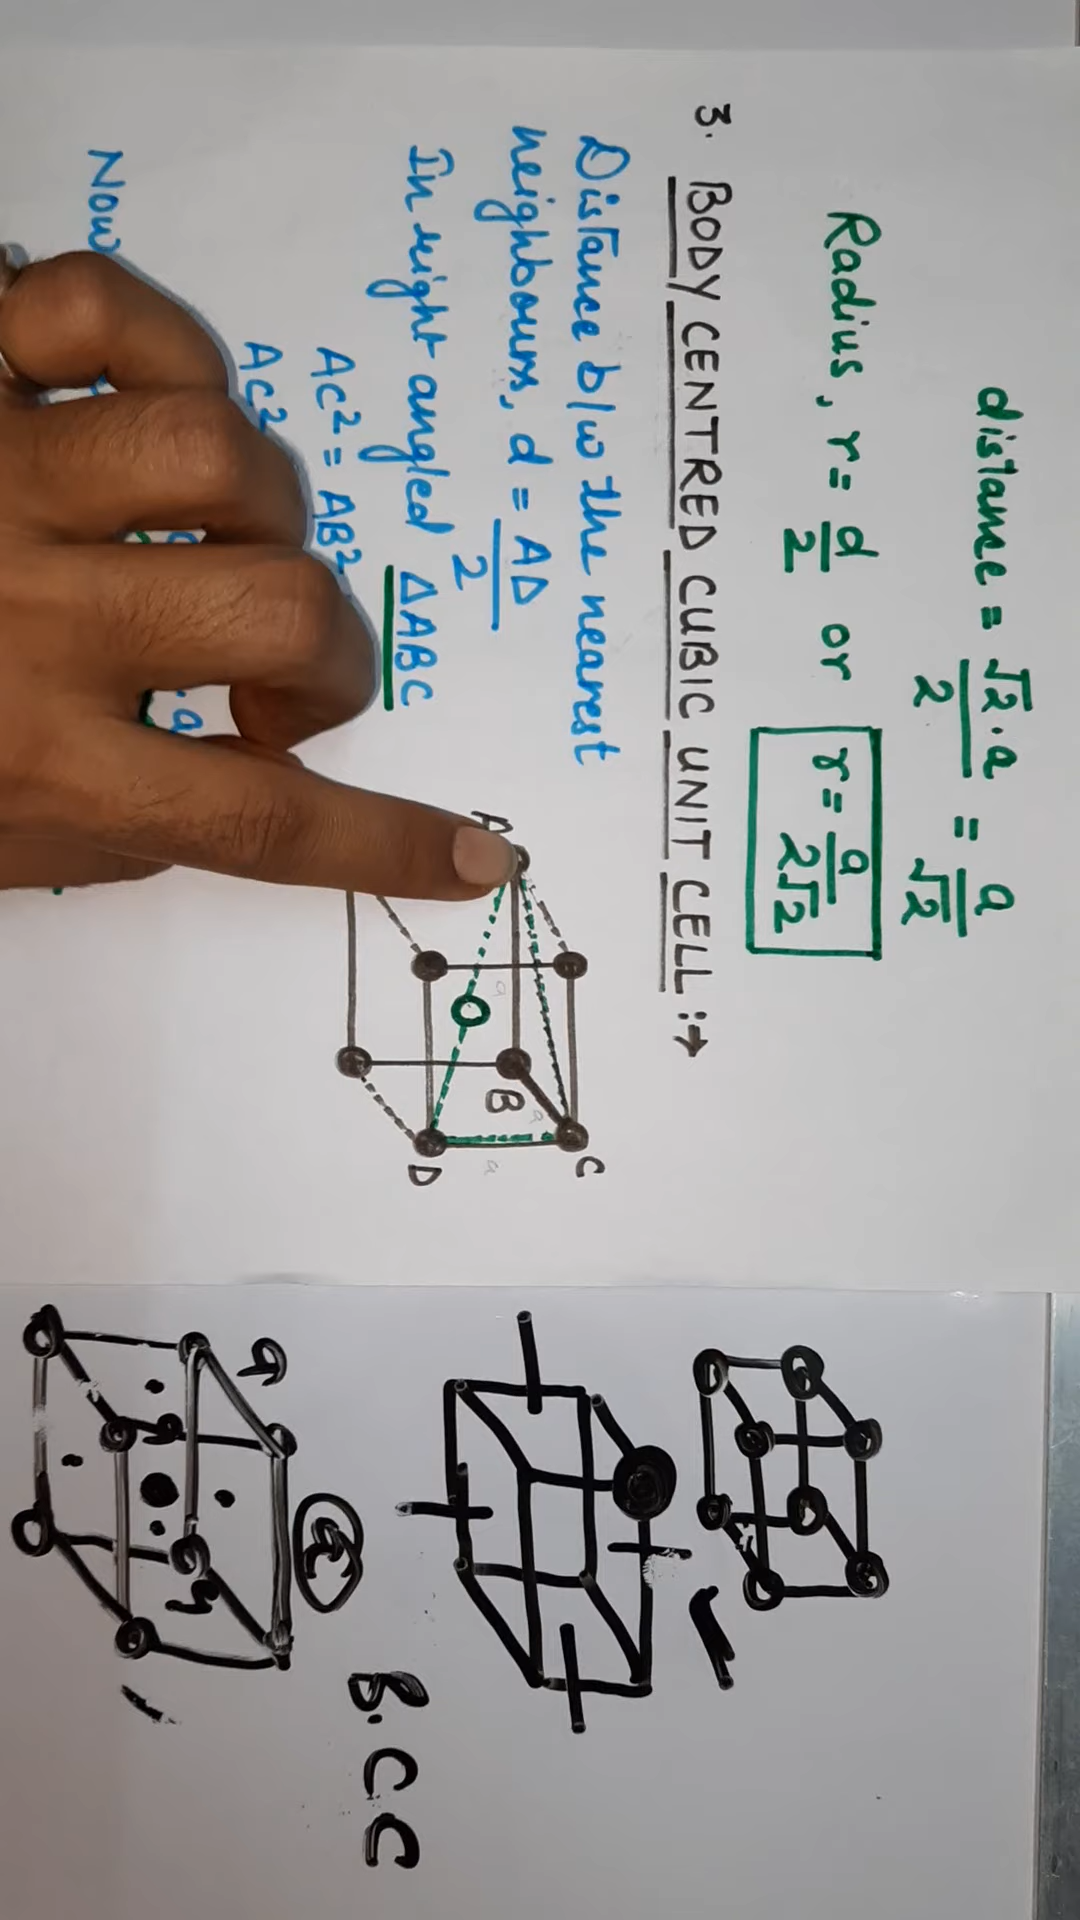 distance = √2.a/2 = a/√2
Radius, r = d/2 or r = a/2√2
3. BODY CENTRED CUBIC UNIT CELL :→
Distance b/w the nearest
neighbours, d = AD/2
In right angled ΔABC
AC² = AB²
AC²
Now
.a
A
B
C
D
a
a
a
B.CC